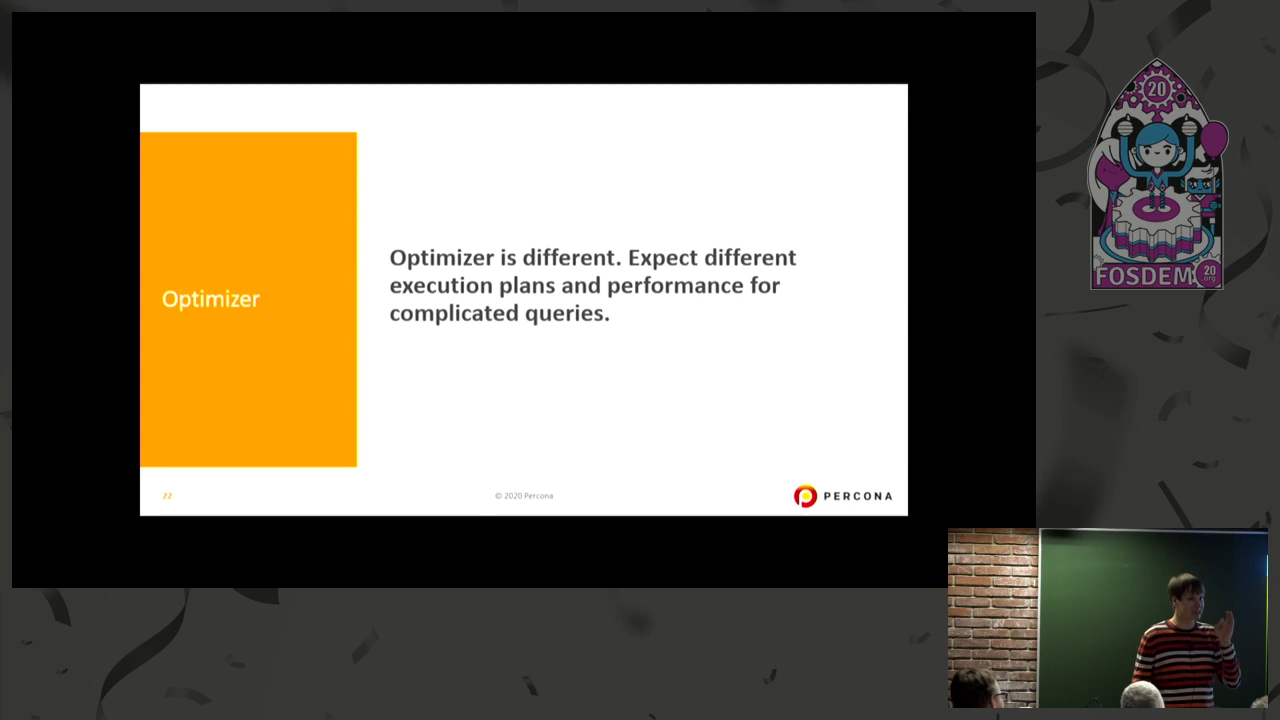 Optimizer
Optimizer is different. Expect different
execution plans and performance for
complicated queries.
22
© 2020 Percona
PERCONA
20
FOSDEM
20
org